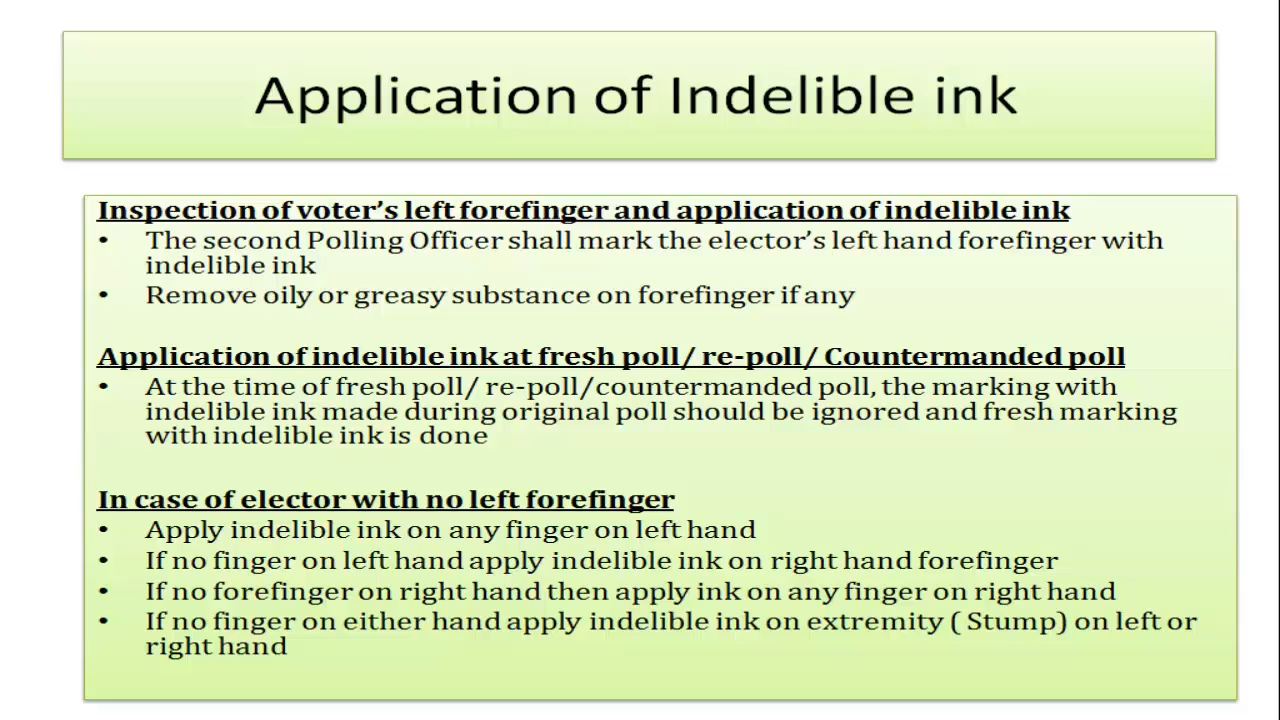 Application of Indelible ink
Inspection of voter's left forefinger and application of indelible ink
• The second Polling Officer shall mark the elector's left hand forefinger with
indelible ink
• Remove oily or greasy substance on forefinger if any
Application of indelible ink at fresh poll/ re-poll/ Countermanded poll
• At the time of fresh poll/ re-poll/countermanded poll, the marking with
indelible ink made during original poll should be ignored and fresh marking
with indelible ink is done
In case of elector with no left forefinger
• Apply indelible ink on any finger on left hand
• If no finger on left hand apply indelible ink on right hand forefinger
• If no forefinger on right hand then apply ink on any finger on right hand
• If no finger on either hand apply indelible ink on extremity ( Stump) on left or
right hand